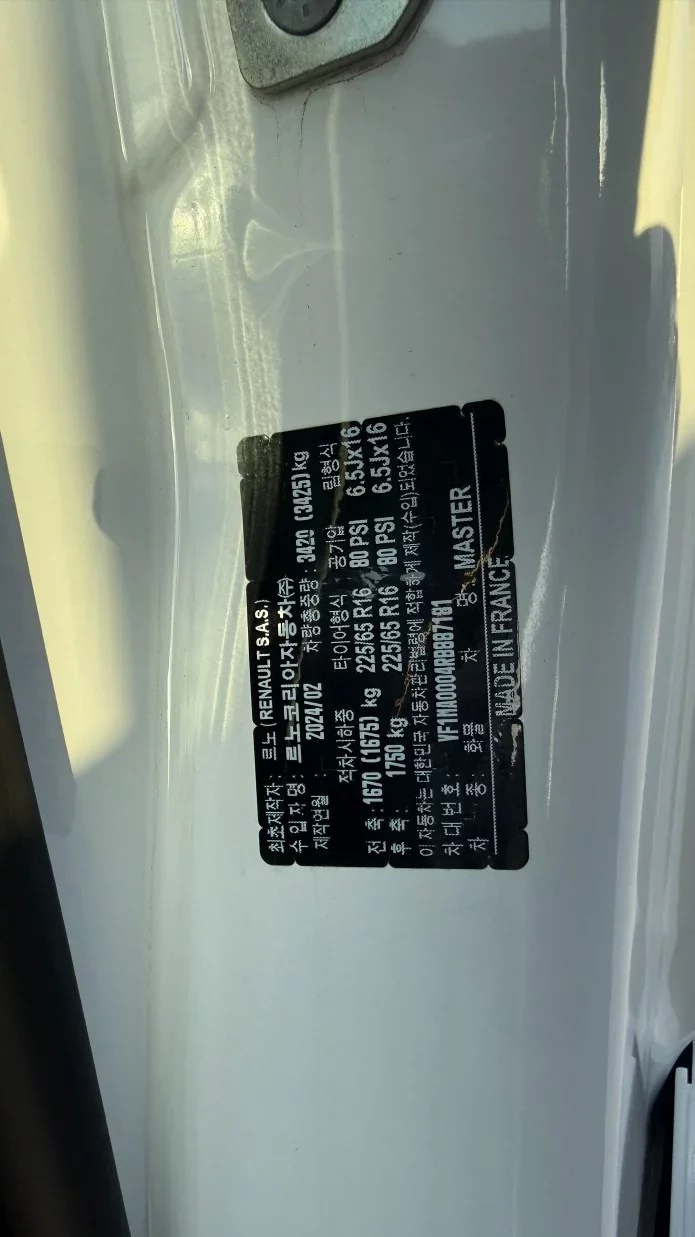 최초제작자 : 르노 (RENAULT S.A.S.)
수 입 자 명 : 르노코리아자동차(주)
제작연월 : 2024/02 차량총중량 : 3420 (3425)kg
적차시하중 타이어형식 공기압 림형식
전 축 : 1670 (1675) kg 225/65 R16 80 PSI 6.5Jx16
후 축 : 1750 kg 225/65 R16 80 PSI 6.5Jx16
이 자동차는 대한민국 자동차관리법령에 적합하게 제작(수입)되었습니다.
차 대 번 호 :
차 종 : 화물 차 명 : MASTER
MADE IN FRANCE